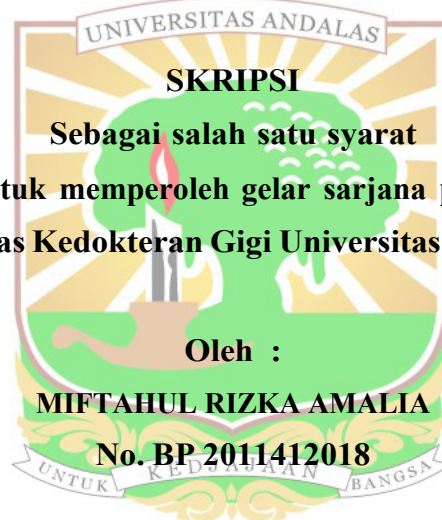 UNIVERSITAS ANDALAS
SKRIPSI
Sebagai salah satu syarat
tuk memperoleh gelar sarjana p
as Kedokteran Gigi Universitas
Oleh :
MIFTAHUL RIZKA AMALIA
No. BP 2011412018
UNTUK KEDJAJAAN BANGSA